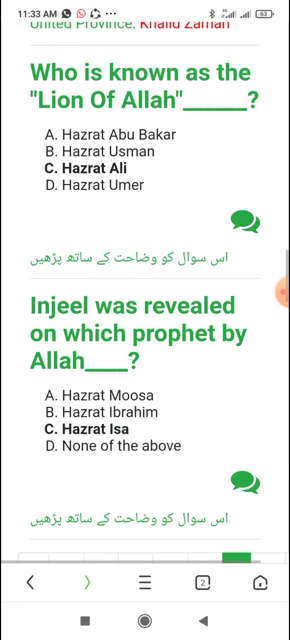 11:33 AM
63
United Province. Khalid Zaman
Who is known as the
"Lion Of Allah"______?
A. Hazrat Abu Bakar
B. Hazrat Usman
C. Hazrat Ali
D. Hazrat Umer
اس سوال کو وضاحت کے ساتھ پڑھیں
Injeel was revealed
on which prophet by
Allah____?
A. Hazrat Moosa
B. Hazrat Ibrahim
C. Hazrat Isa
D. None of the above
اس سوال کو وضاحت کے ساتھ پڑھیں
2